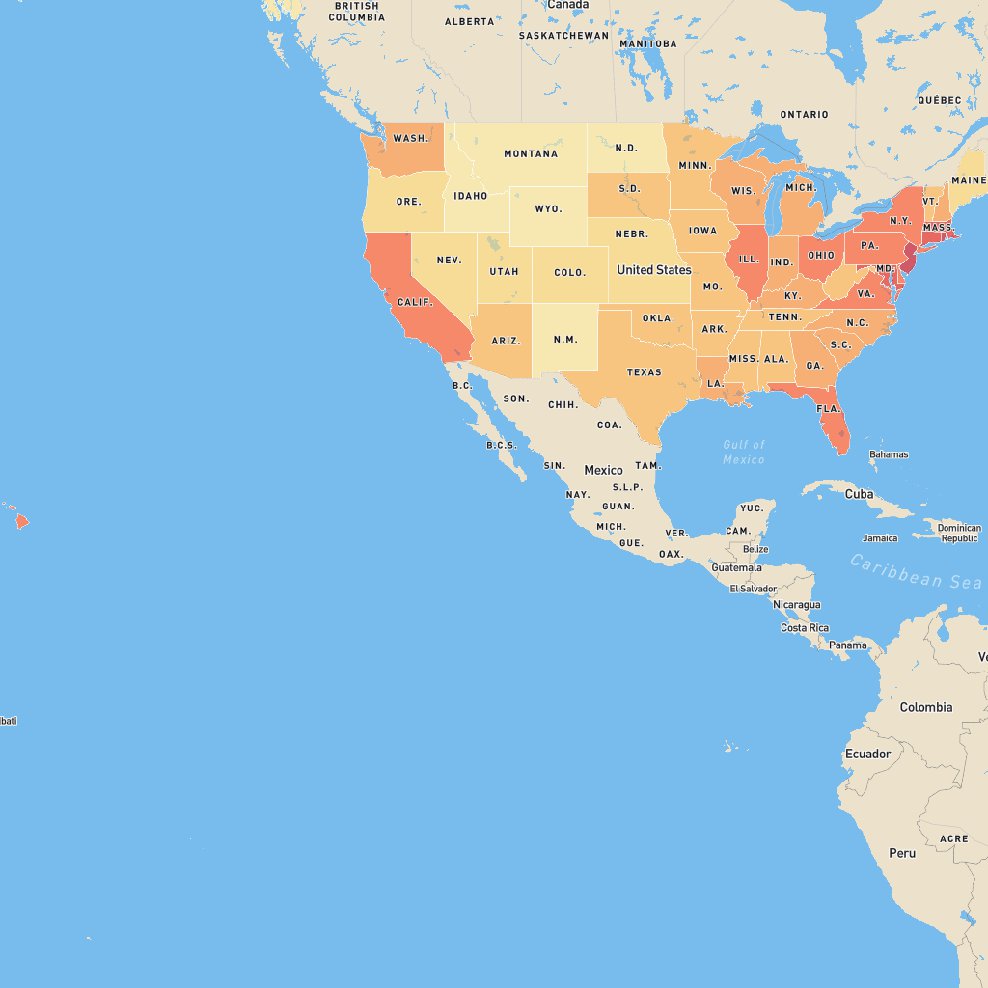 Canada
BRITISH
COLUMBIA
ALBERTA
SASKATCHEWAN
MANITOBA
QUÉBEC
ONTARIO
WASH.
MONTANA
N.D.
MINN.
WIS.
MICH.
VT.
MAINE
ORE.
IDAHO
WYO.
S.D.
IOWA
N.Y.
MASS.
NEBR.
NEV.
UTAH
COLO.
United States
ILL.
IND.
OHIO
PA.
MD.
CALIF.
MO.
KY.
VA.
ARIZ.
N.M.
OKLA.
ARK.
TENN.
N.C.
S.C.
TEXAS
MISS.
ALA.
GA.
LA.
FLA.
B.C.
SON.
CHIH.
COA.
Gulf of
Mexico
B.C.S.
SIN.
Mexico
TAM.
Bahamas
NAY.
S.L.P.
GUAN.
YUC.
Cuba
MICH.
GUE.
VER.
CAM.
OAX.
Belize
Jamaica
Dominican
Republic
Guatemala
El Salvador
Caribbean Sea
Nicaragua
Costa Rica
Panama
Ve
Colombia
ibati
Ecuador
ACRE
Peru